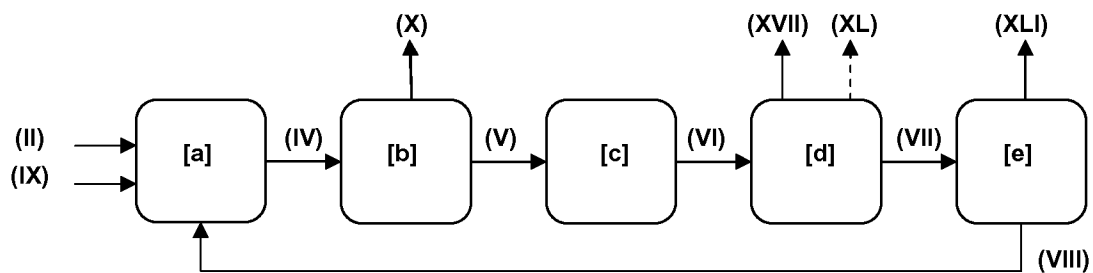 (X) (XVII) (XL) (XLI)
(II) [a] (IV) [b] (V) [c] (VI) [d] (VII) [e]
(IX)
(VIII)